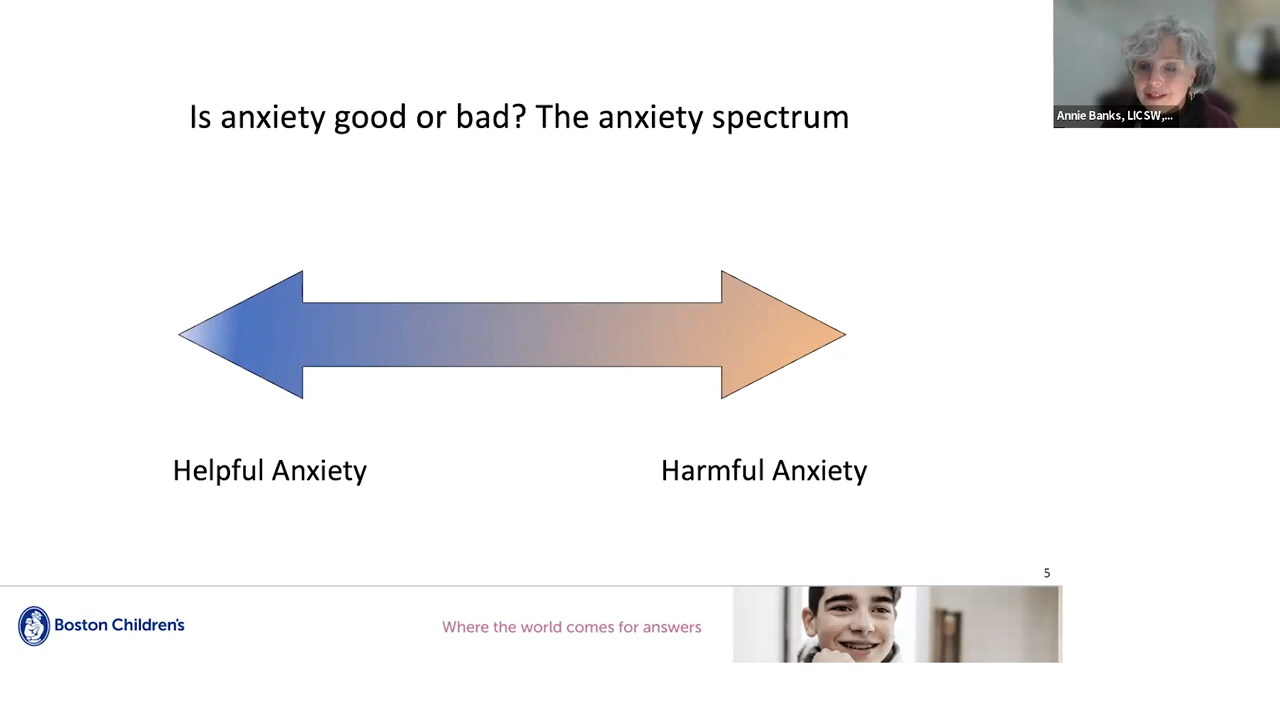 Is anxiety good or bad? The anxiety spectrum
Annie Banks, LICSW,...
Helpful Anxiety
Harmful Anxiety
5
Boston Children's
Where the world comes for answers